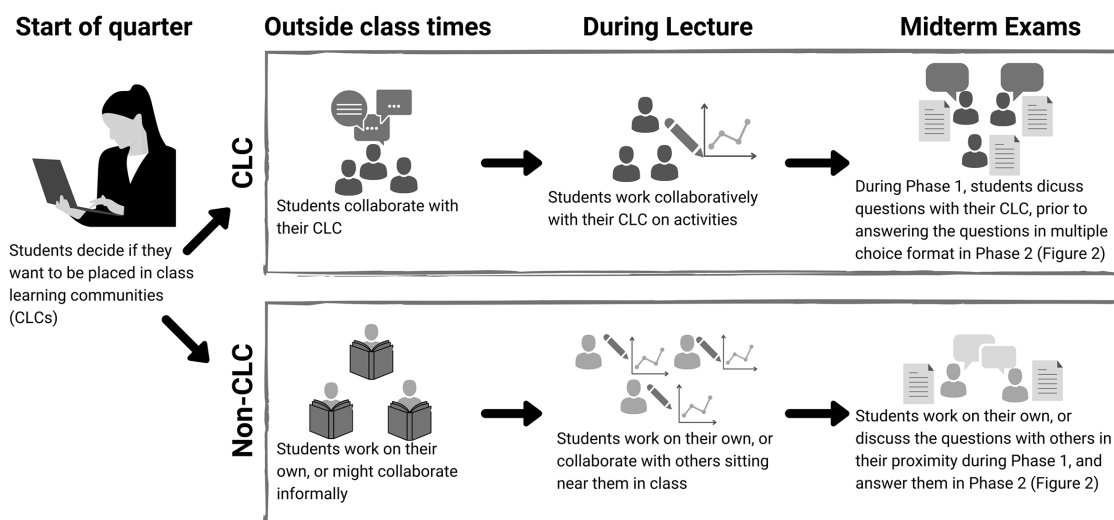 Start of quarter
Outside class times
During Lecture
Midterm Exams
Students decide if they
want to be placed in class
learning communities
(CLCs)
CLC
Students collaborate with
their CLC
Students work collaboratively
with their CLC on activities
During Phase 1, students dicuss
questions with their CLC, prior to
answering the questions in multiple
choice format in Phase 2 (Figure 2)
Non-CLC
Students work on their
own, or might collaborate
informally
Students work on their own, or
collaborate with others sitting
near them in class
Students work on their own, or
discuss the questions with others in
their proximity during Phase 1, and
answer them in Phase 2 (Figure 2)